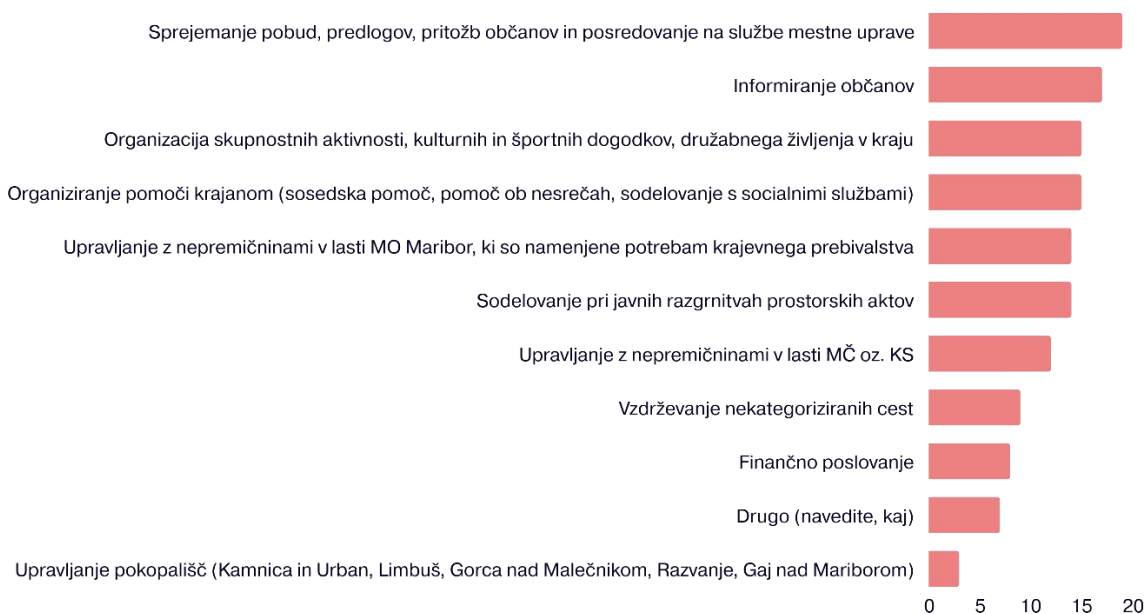 Sprejemanje pobud, predlogov, pritožb občanov in posredovanje na službe mestne uprave
Informiranje občanov
Organizacija skupnostnih aktivnosti, kulturnih in športnih dogodkov, družabnega življenja v kraju
Organiziranje pomoči krajanom (sosedska pomoč, pomoč ob nesrečah, sodelovanje s socialnimi službami)
Upravljanje z nepremičninami v lasti MO Maribor, ki so namenjene potrebam krajevnega prebivalstva
Sodelovanje pri javnih razgrnitvah prostorskih aktov
Upravljanje z nepremičninami v lasti MČ oz. KS
Vzdrževanje nekategoriziranih cest
Finančno poslovanje
Drugo (navedite, kaj)
Upravljanje pokopališč (Kamnica in Urban, Limbuš, Gorca nad Malečnikom, Razvanje, Gaj nad Mariborom)
0 5 10 15 20